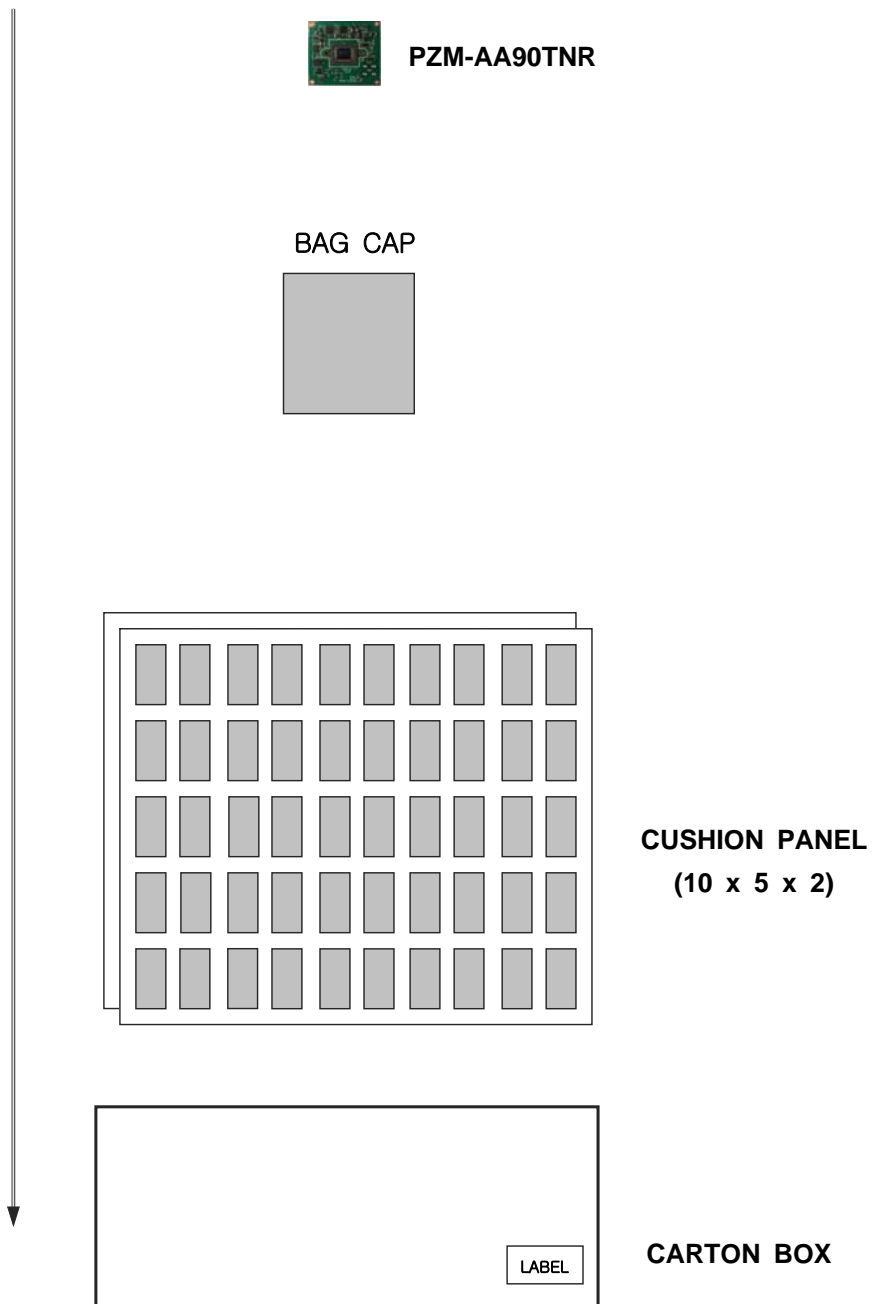 PZM-AA90TNR
BAG CAP
CUSHION PANEL
(10 x 5 x 2)
LABEL
CARTON BOX